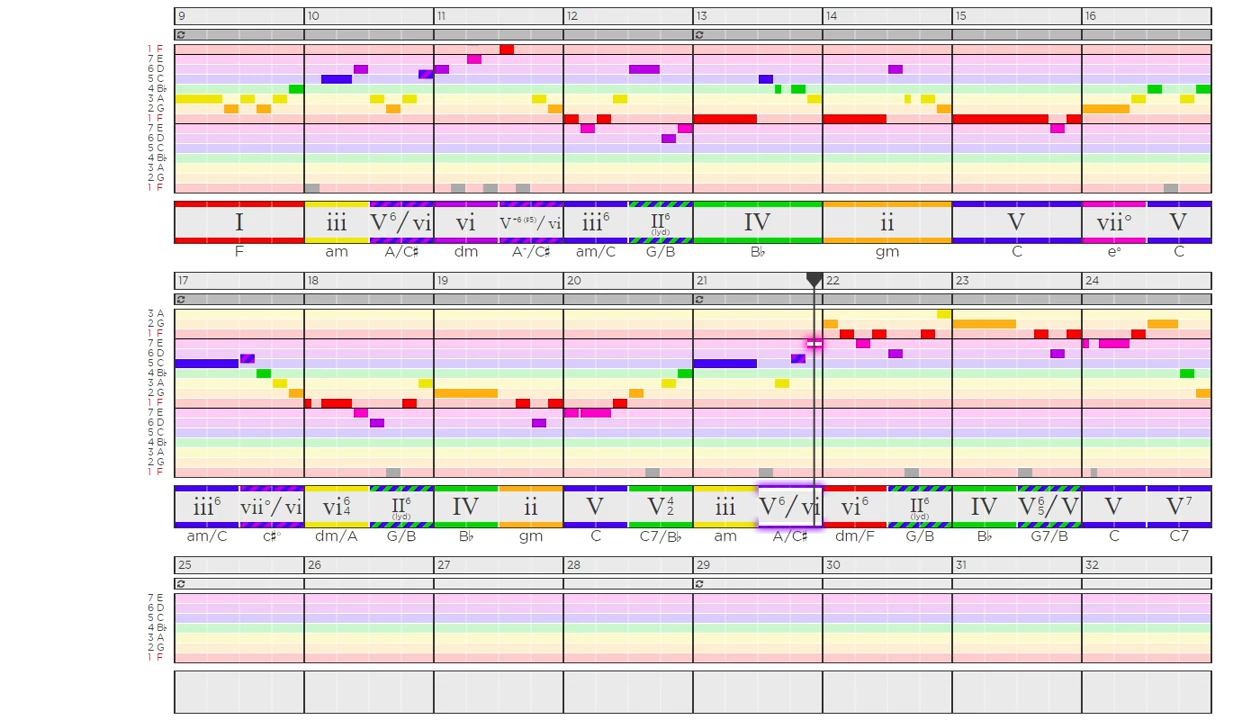 9 10 11 12 13 14 15 16
1 F
7 E
6 D
5 C
4 B♭
3 A
2 G
1 F
7 E
6 D
5 C
4 B♭
3 A
2 G
1 F
I iii V⁶/vi vi V⁺⁶⁽♯⁵⁾/vi iii⁶ II⁶ IV ii V vii° V
(lyd)
F am A/C♯ dm A⁺/C♯ am/C G/B B♭ gm C e° C
17 18 19 20 21 22 23 24
3 A
2 G
1 F
7 E
6 D
5 C
4 B♭
3 A
2 G
1 F
7 E
6 D
5 C
4 B♭
3 A
2 G
1 F
iii⁶ vii°/vi vi⁶₄ II⁶ IV ii V V⁴₂ iii V⁶/vi vi⁶ II⁶ IV V⁶₅/V V V⁷
(lyd) (lyd)
am/C c♯° dm/A G/B B♭ gm C C7/B♭ am A/C♯ dm/F G/B B♭ G7/B C C7
25 26 27 28 29 30 31 32
7 E
6 D
5 C
4 B♭
3 A
2 G
1 F